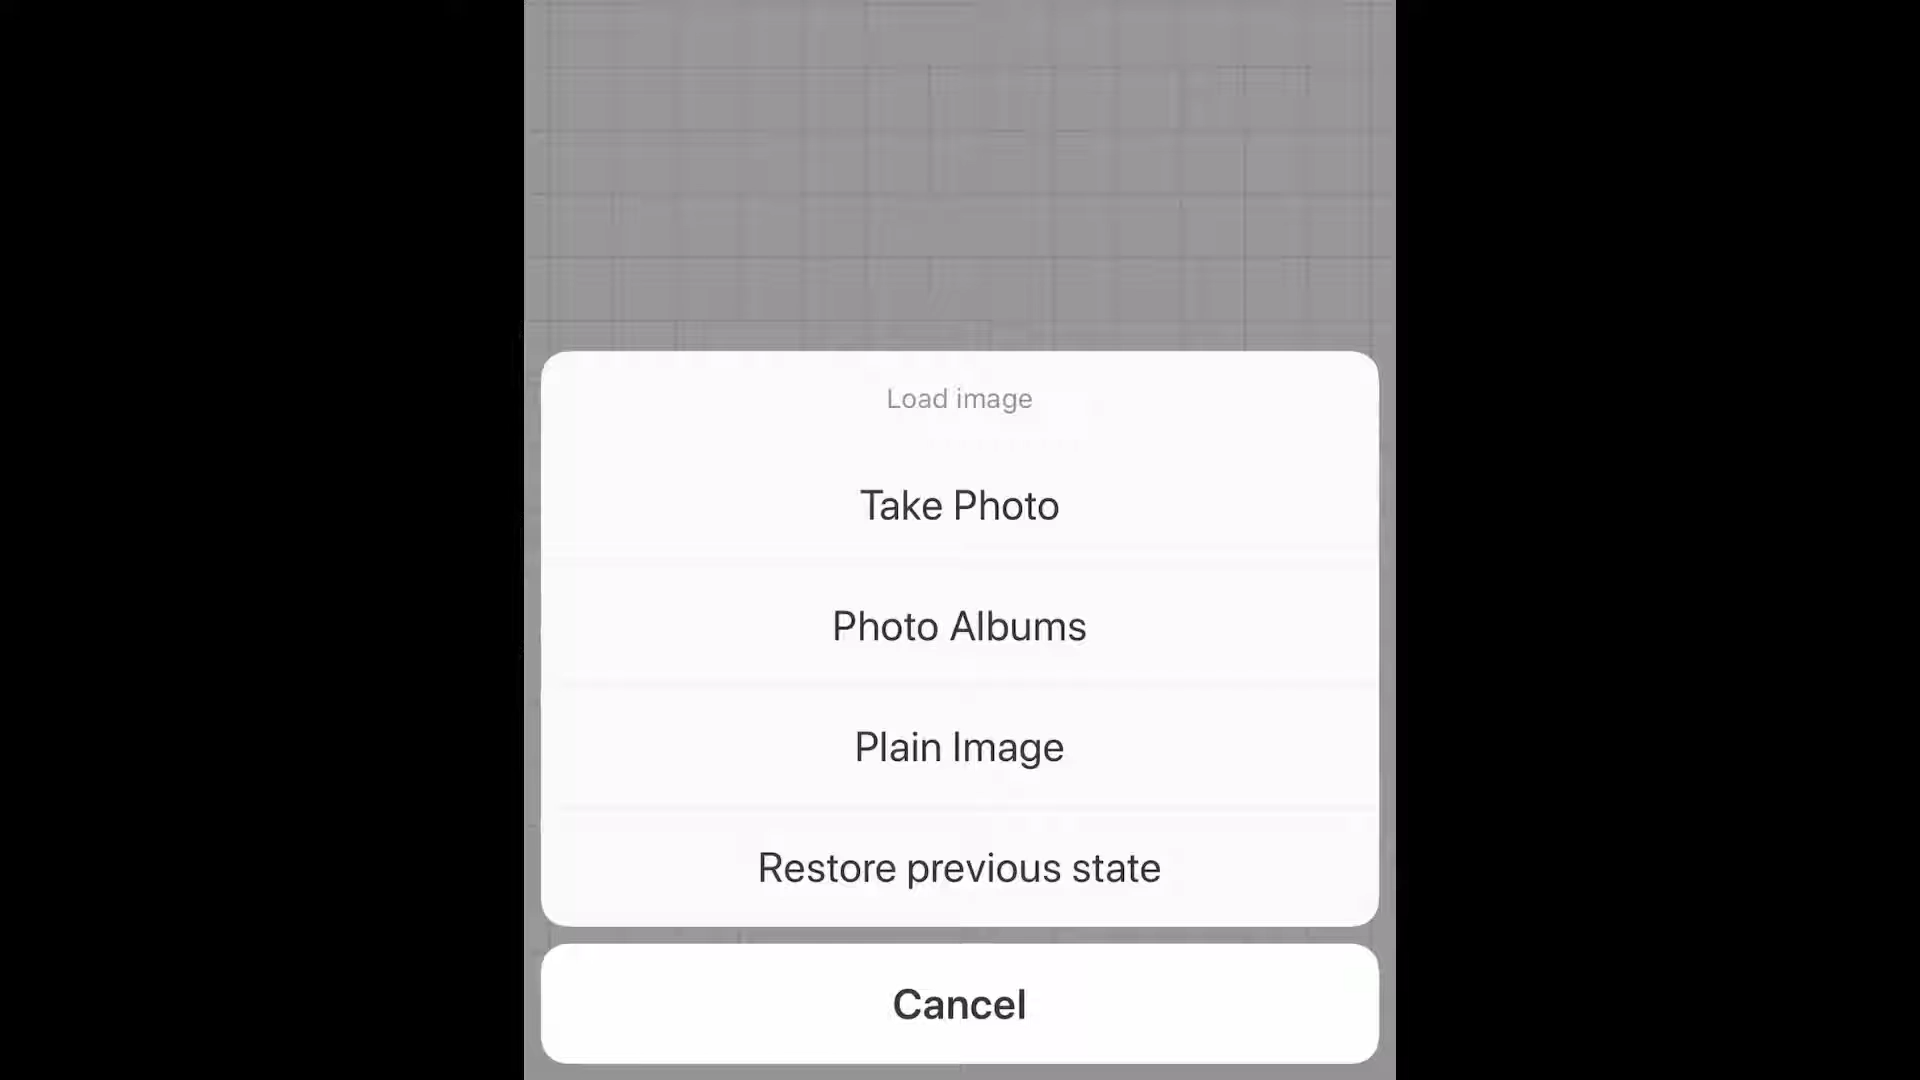 Load image
Take Photo
Photo Albums
Plain Image
Restore previous state
Cancel